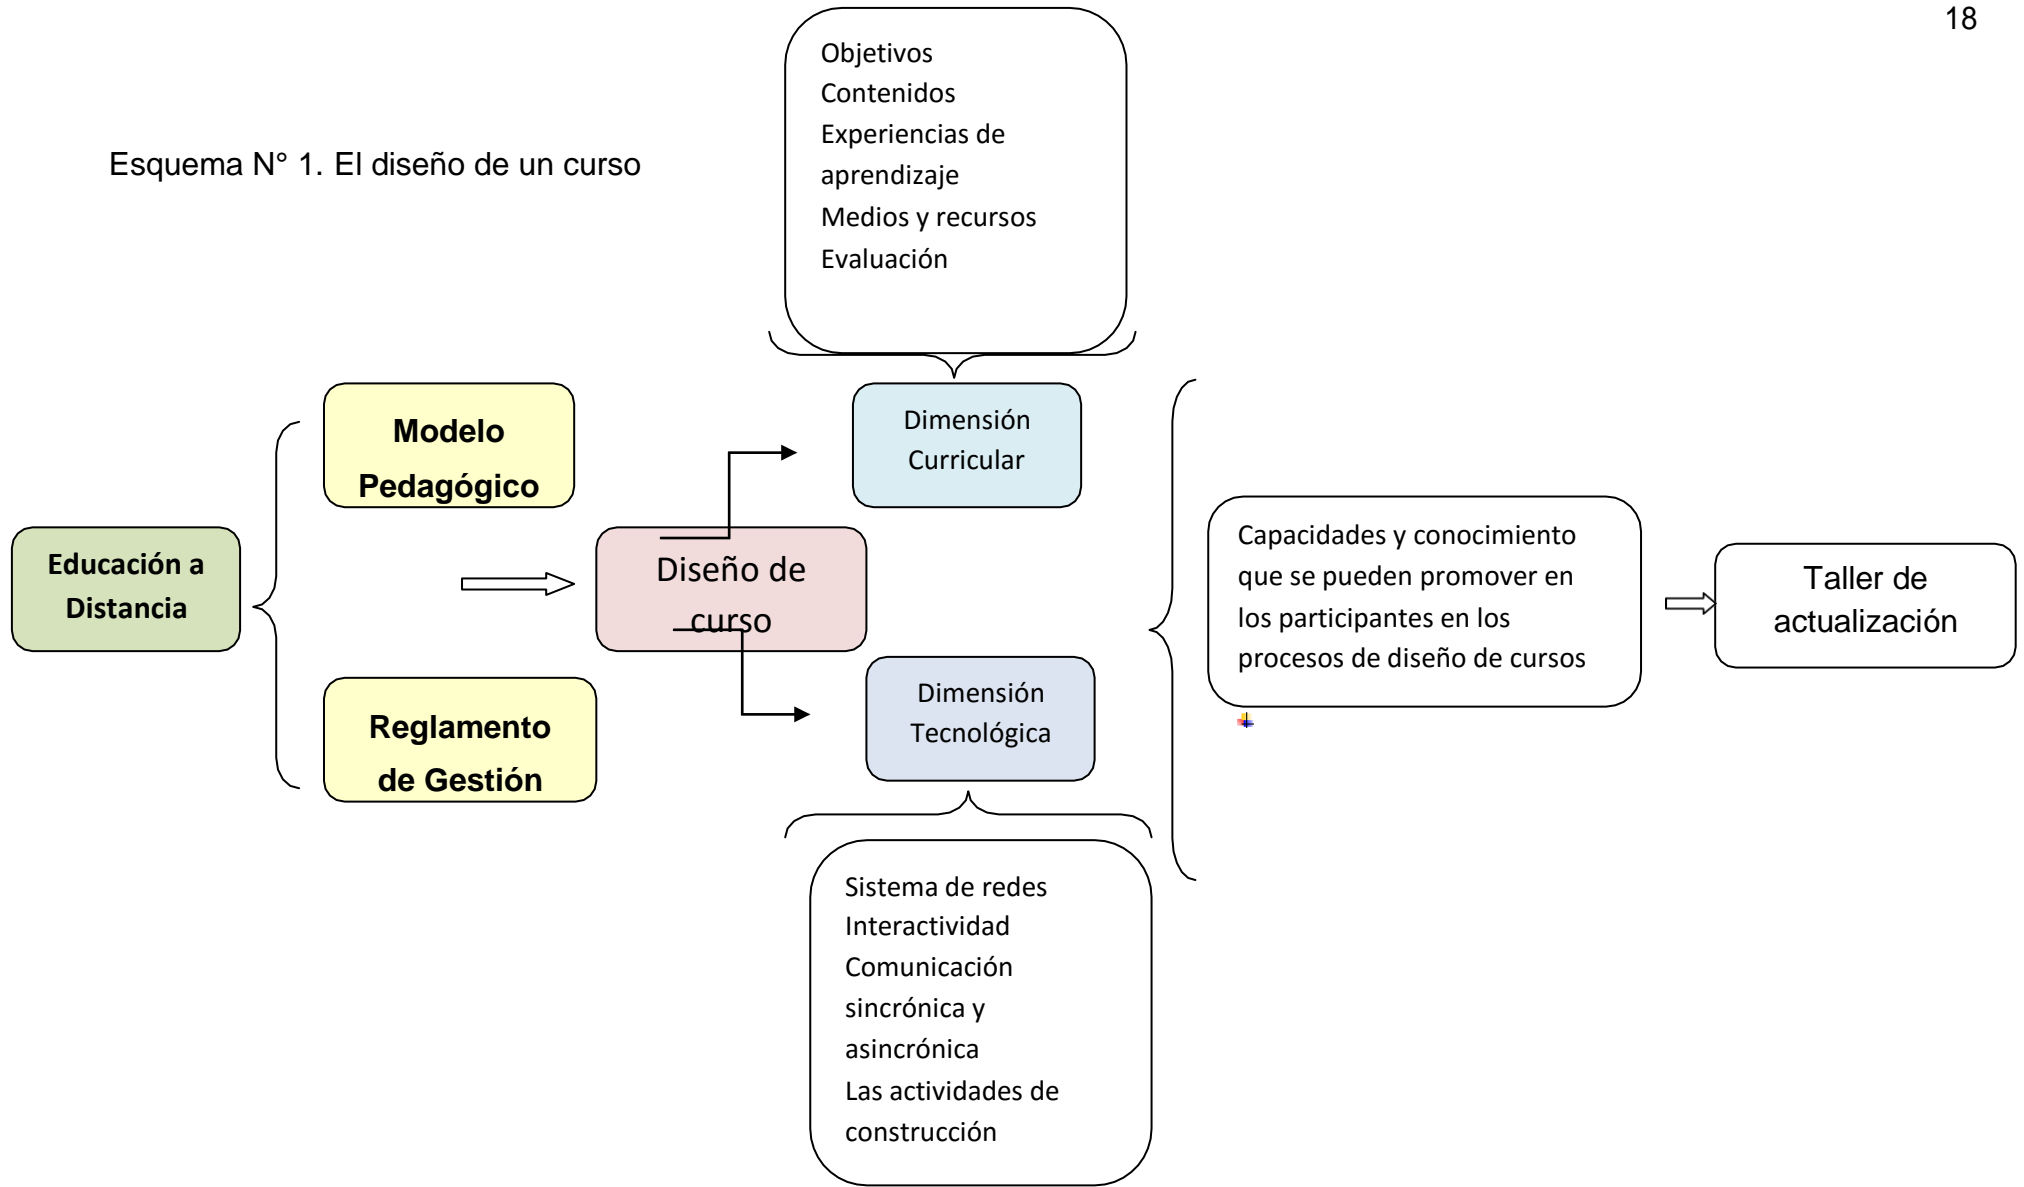 18
Esquema N° 1. El diseño de un curso
Objetivos
Contenidos
Experiencias de
aprendizaje
Medios y recursos
Evaluación
Educación a
Distancia
Modelo
Pedagógico
Reglamento
de Gestión
Diseño de
curso
Dimensión
Curricular
Dimensión
Tecnológica
Sistema de redes
Interactividad
Comunicación
sincrónica y
asincrónica
Las actividades de
construcción
Capacidades y conocimiento
que se pueden promover en
los participantes en los
procesos de diseño de cursos
Taller de
actualización